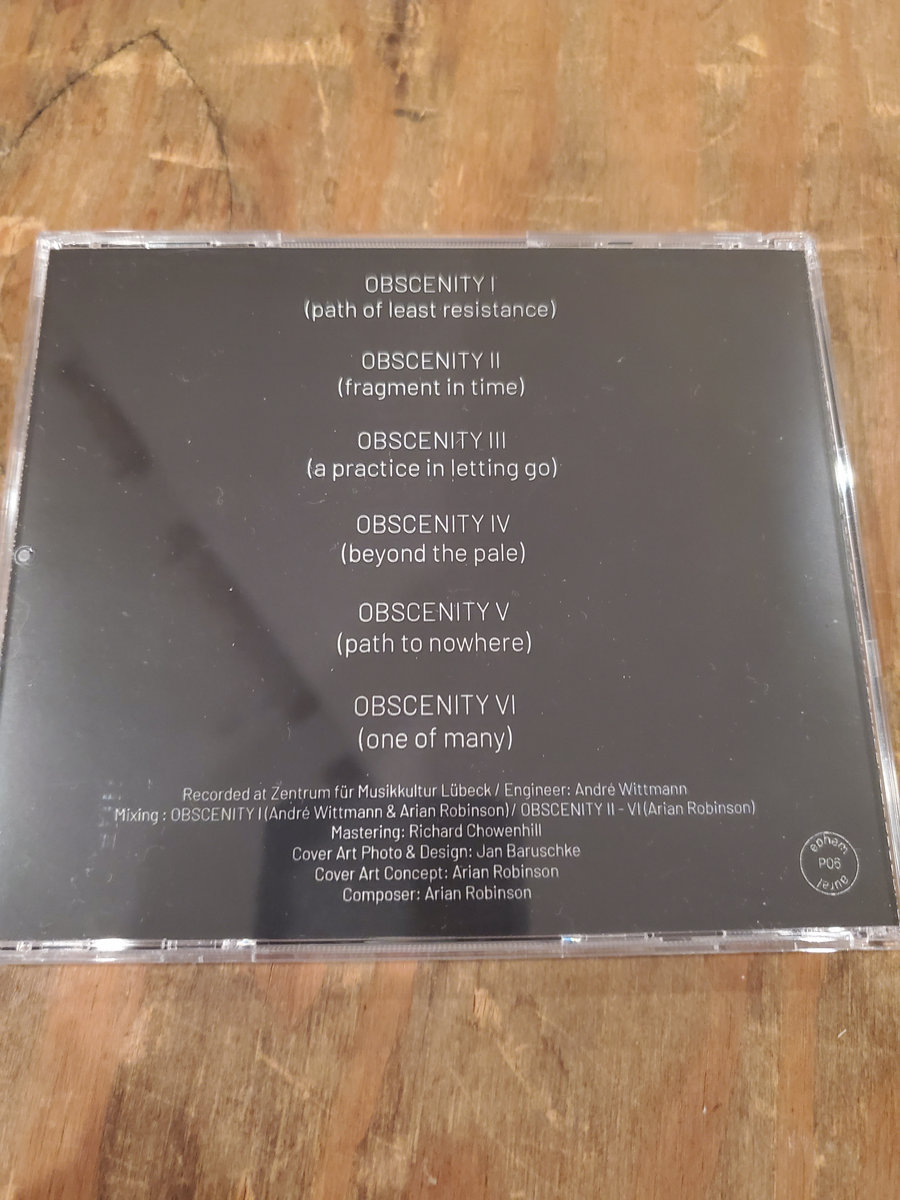 OBSCENITY I
(path of least resistance)
OBSCENITY II
(fragment in time)
OBSCENITY III
(a practice in letting go)
OBSCENITY IV
(beyond the pale)
OBSCENITY V
(path to nowhere)
OBSCENITY VI
(one of many)
Recorded at Zentrum für Musikkultur Lübeck / Engineer: André Wittmann
Mixing : OBSCENITY I (André Wittmann & Arian Robinson) / OBSCENITY II - VI (Arian Robinson)
Mastering: Richard Chowenhill
Cover Art Photo & Design: Jan Baruschke
Cover Art Concept: Arian Robinson
Composer: Arian Robinson
P06
aural